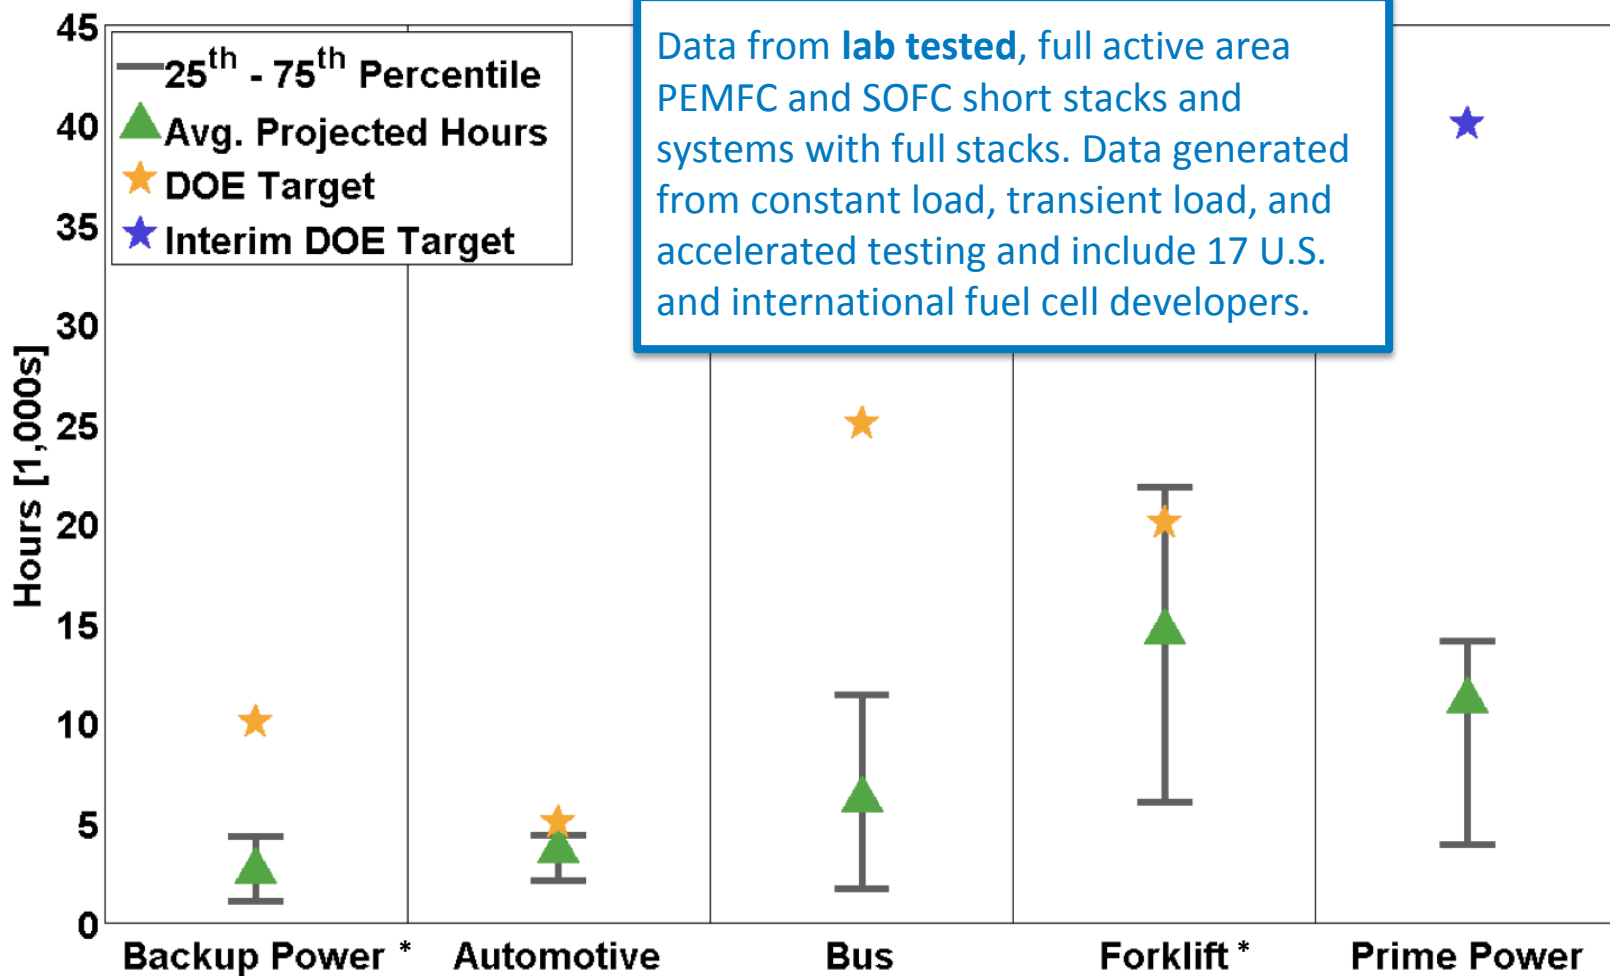 45
40
35
30
25
20
15
10
5
0
Hours [1,000s]
25th - 75th Percentile
Avg. Projected Hours
DOE Target
Interim DOE Target
Data from lab tested, full active area
PEMFC and SOFC short stacks and
systems with full stacks. Data generated
from constant load, transient load, and
accelerated testing and include 17 U.S.
and international fuel cell developers.
Backup Power * Automotive Bus Forklift * Prime Power